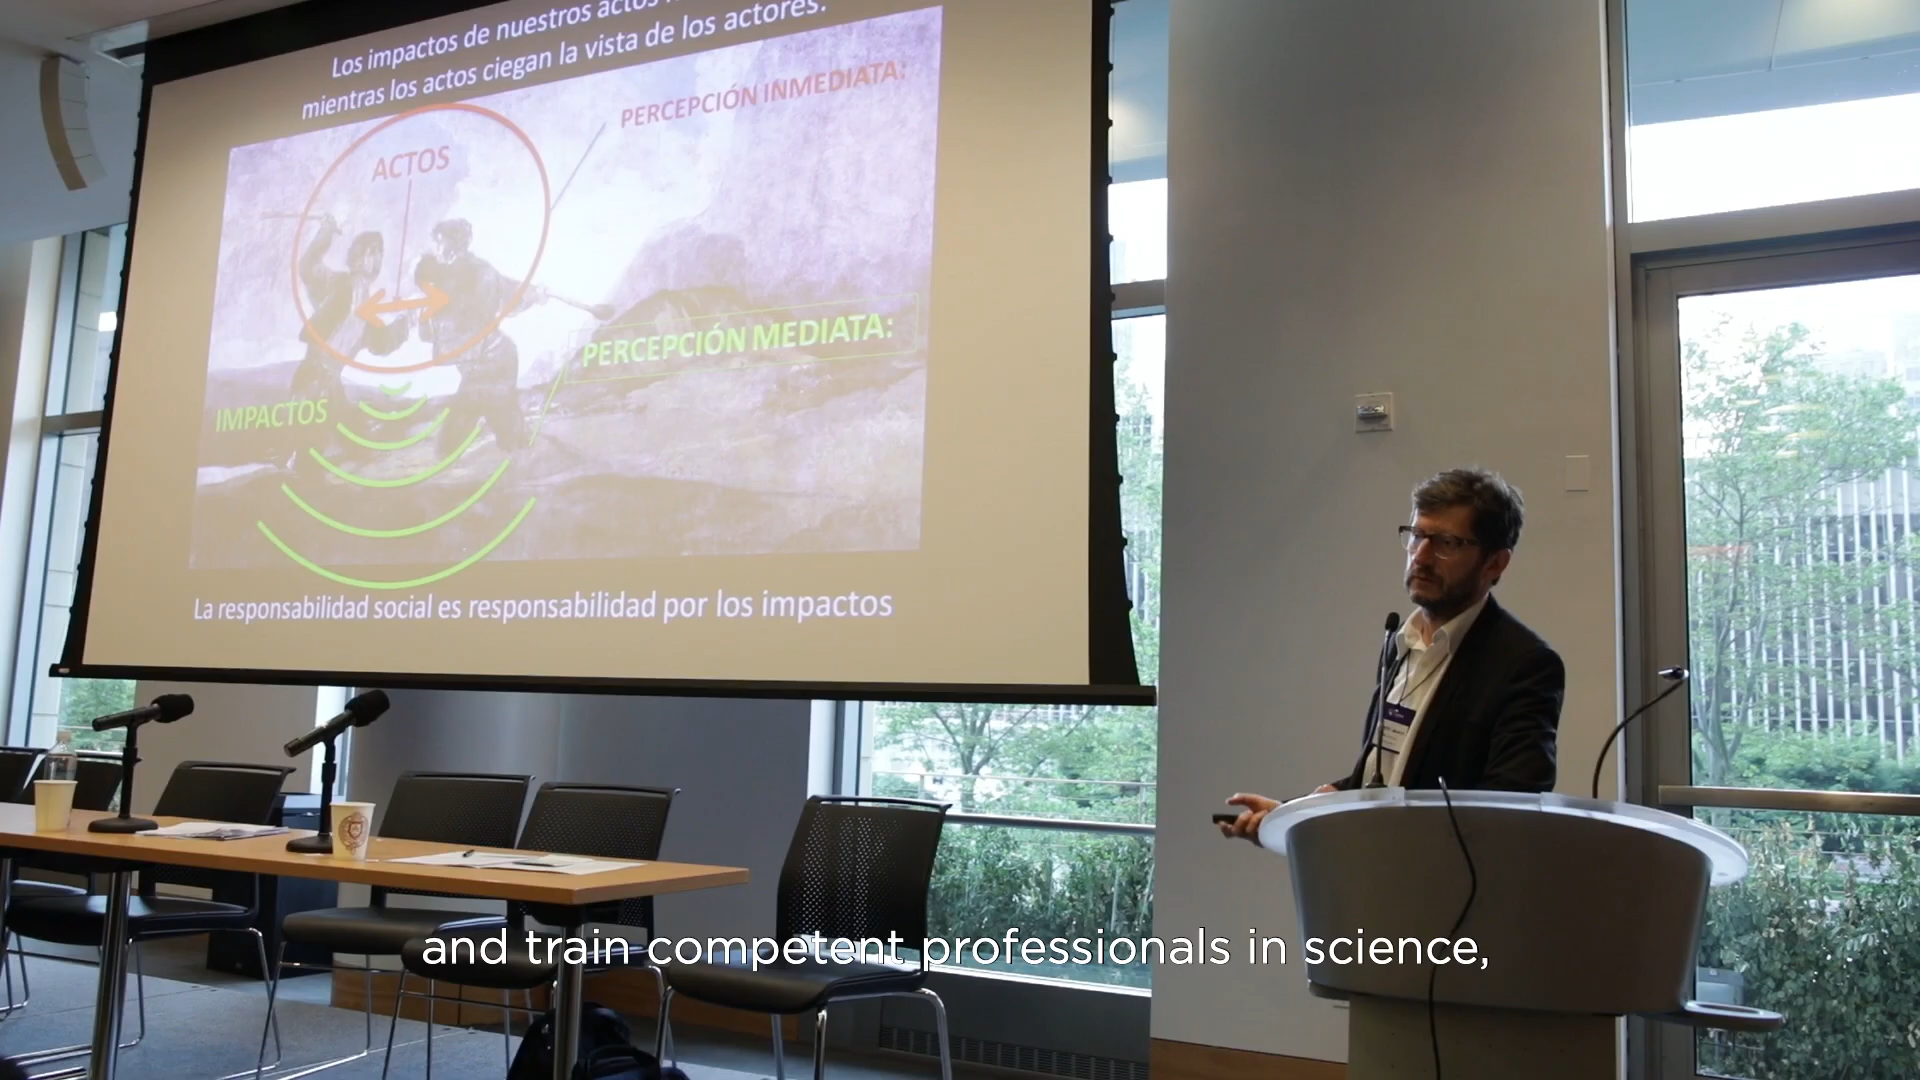 Los impactos de nuestros actos
mientras los actos ciegan la vista de los actores.
PERCEPCIÓN INMEDIATA:
ACTOS
PERCEPCIÓN MEDIATA:
IMPACTOS
La responsabilidad social es responsabilidad por los impactos
and train competent professionals in science,